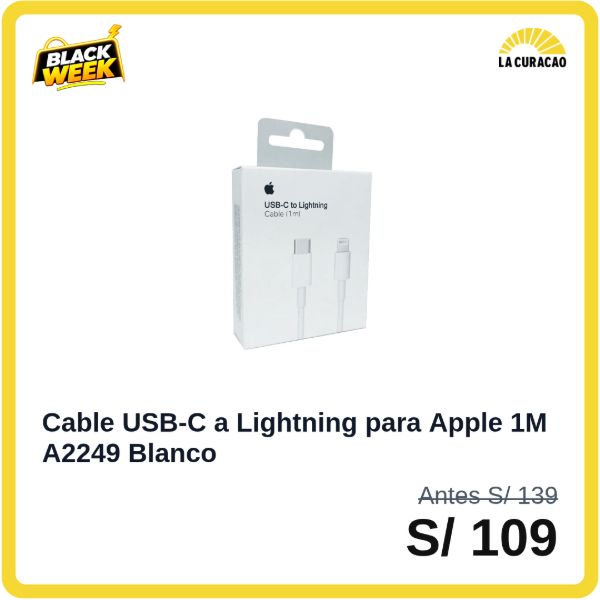 BLACK
WEEK
LA CURACAO
USB-C to Lightning
Cable (1m)
Cable USB-C a Lightning para Apple 1M
A2249 Blanco
Antes S/ 139
S/ 109